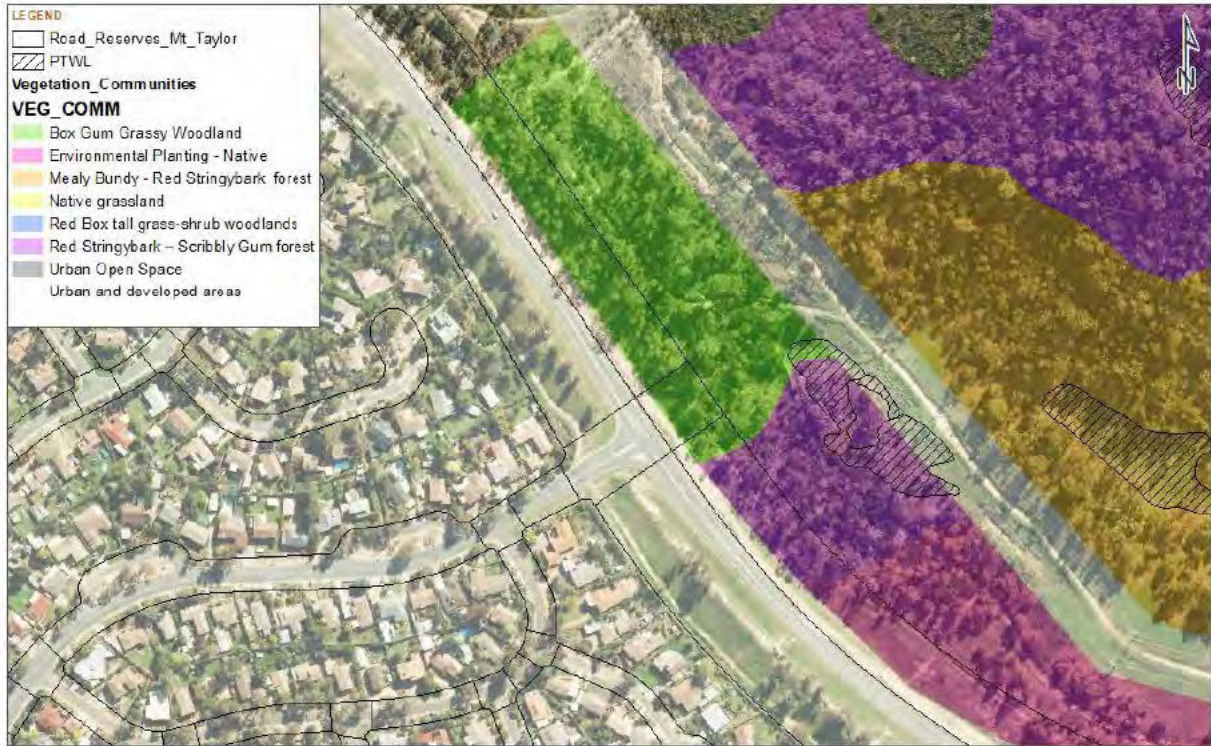 LEGEND
Road_Reserves_Mt_Taylor
PTWL
Vegetation_Communities
VEG_COMM
Box Gum Grassy Woodland
Environmental Planting - Native
Mealy Bundy - Red Stringybark forest
Native grassland
Red Box tall grass-shrub woodlands
Red Stringybark – Scribbly Gum forest
Urban Open Space
Urban and developed areas
N